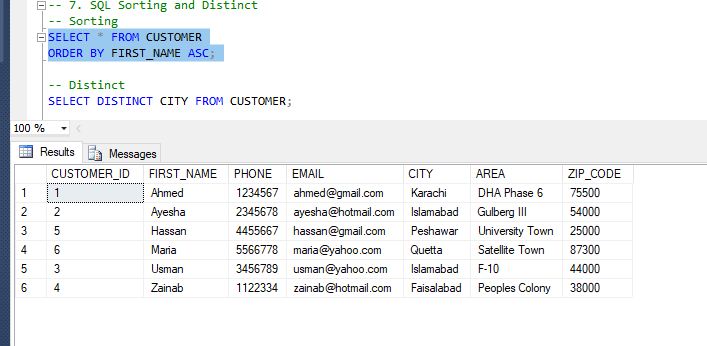 -- 7. SQL Sorting and Distinct
-- Sorting
SELECT * FROM CUSTOMER
ORDER BY FIRST_NAME ASC;
-- Distinct
SELECT DISTINCT CITY FROM CUSTOMER;
100 %
Results Messages
CUSTOMER_ID FIRST_NAME PHONE EMAIL CITY AREA ZIP_CODE
1 1 Ahmed 1234567 ahmed@gmail.com Karachi DHA Phase 6 75500
2 2 Ayesha 2345678 ayesha@hotmail.com Islamabad Gulberg III 54000
3 5 Hassan 4455667 hassan@gmail.com Peshawar University Town 25000
4 6 Maria 5566778 maria@yahoo.com Quetta Satellite Town 87300
5 3 Usman 3456789 usman@yahoo.com Islamabad F-10 44000
6 4 Zainab 1122334 zainab@hotmail.com Faisalabad Peoples Colony 38000